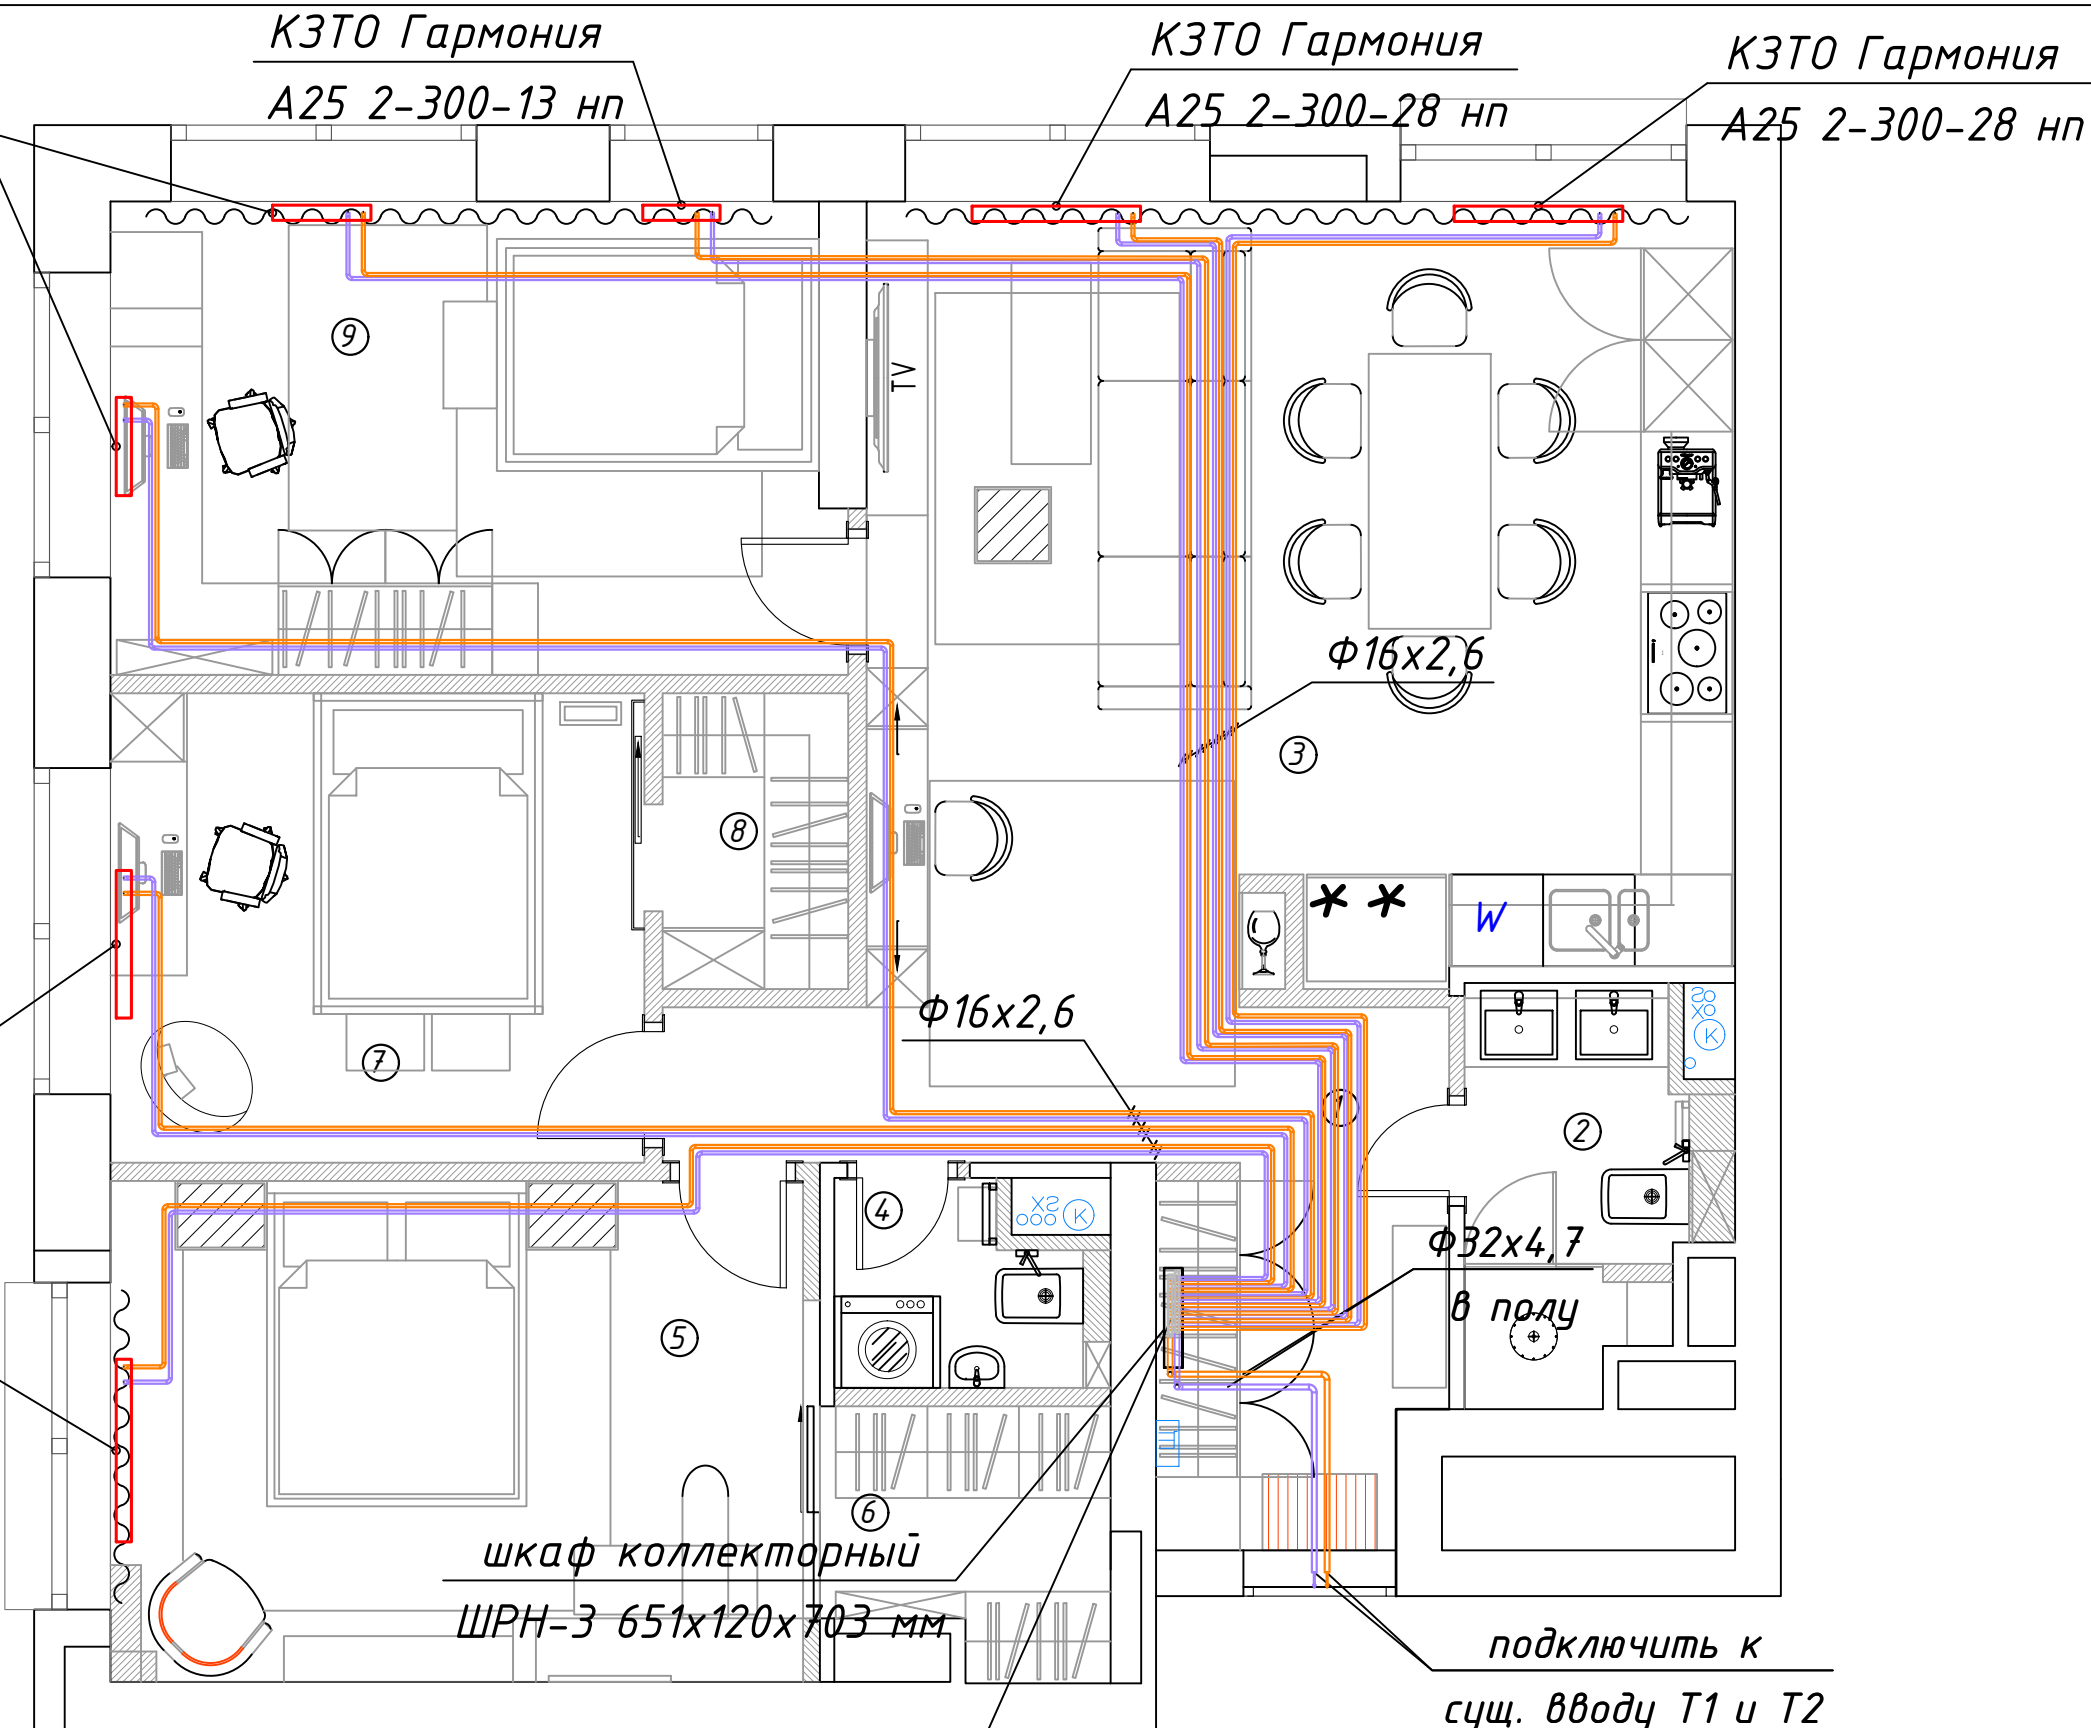 КЗТО Гармония
А25 2-300-13 нп
КЗТО Гармония
А25 2-300-28 нп
КЗТО Гармония
А25 2-300-28 нп
9
TV
Ф16х2,6
3
8
W
Ф16х2,6
7
1
2
4
К
К
5
Ф32х4,7
в полу
6
шкаф коллекторный
ШРН-3 651х120х703 мм
подключить к
сущ. вводу Т1 и Т2